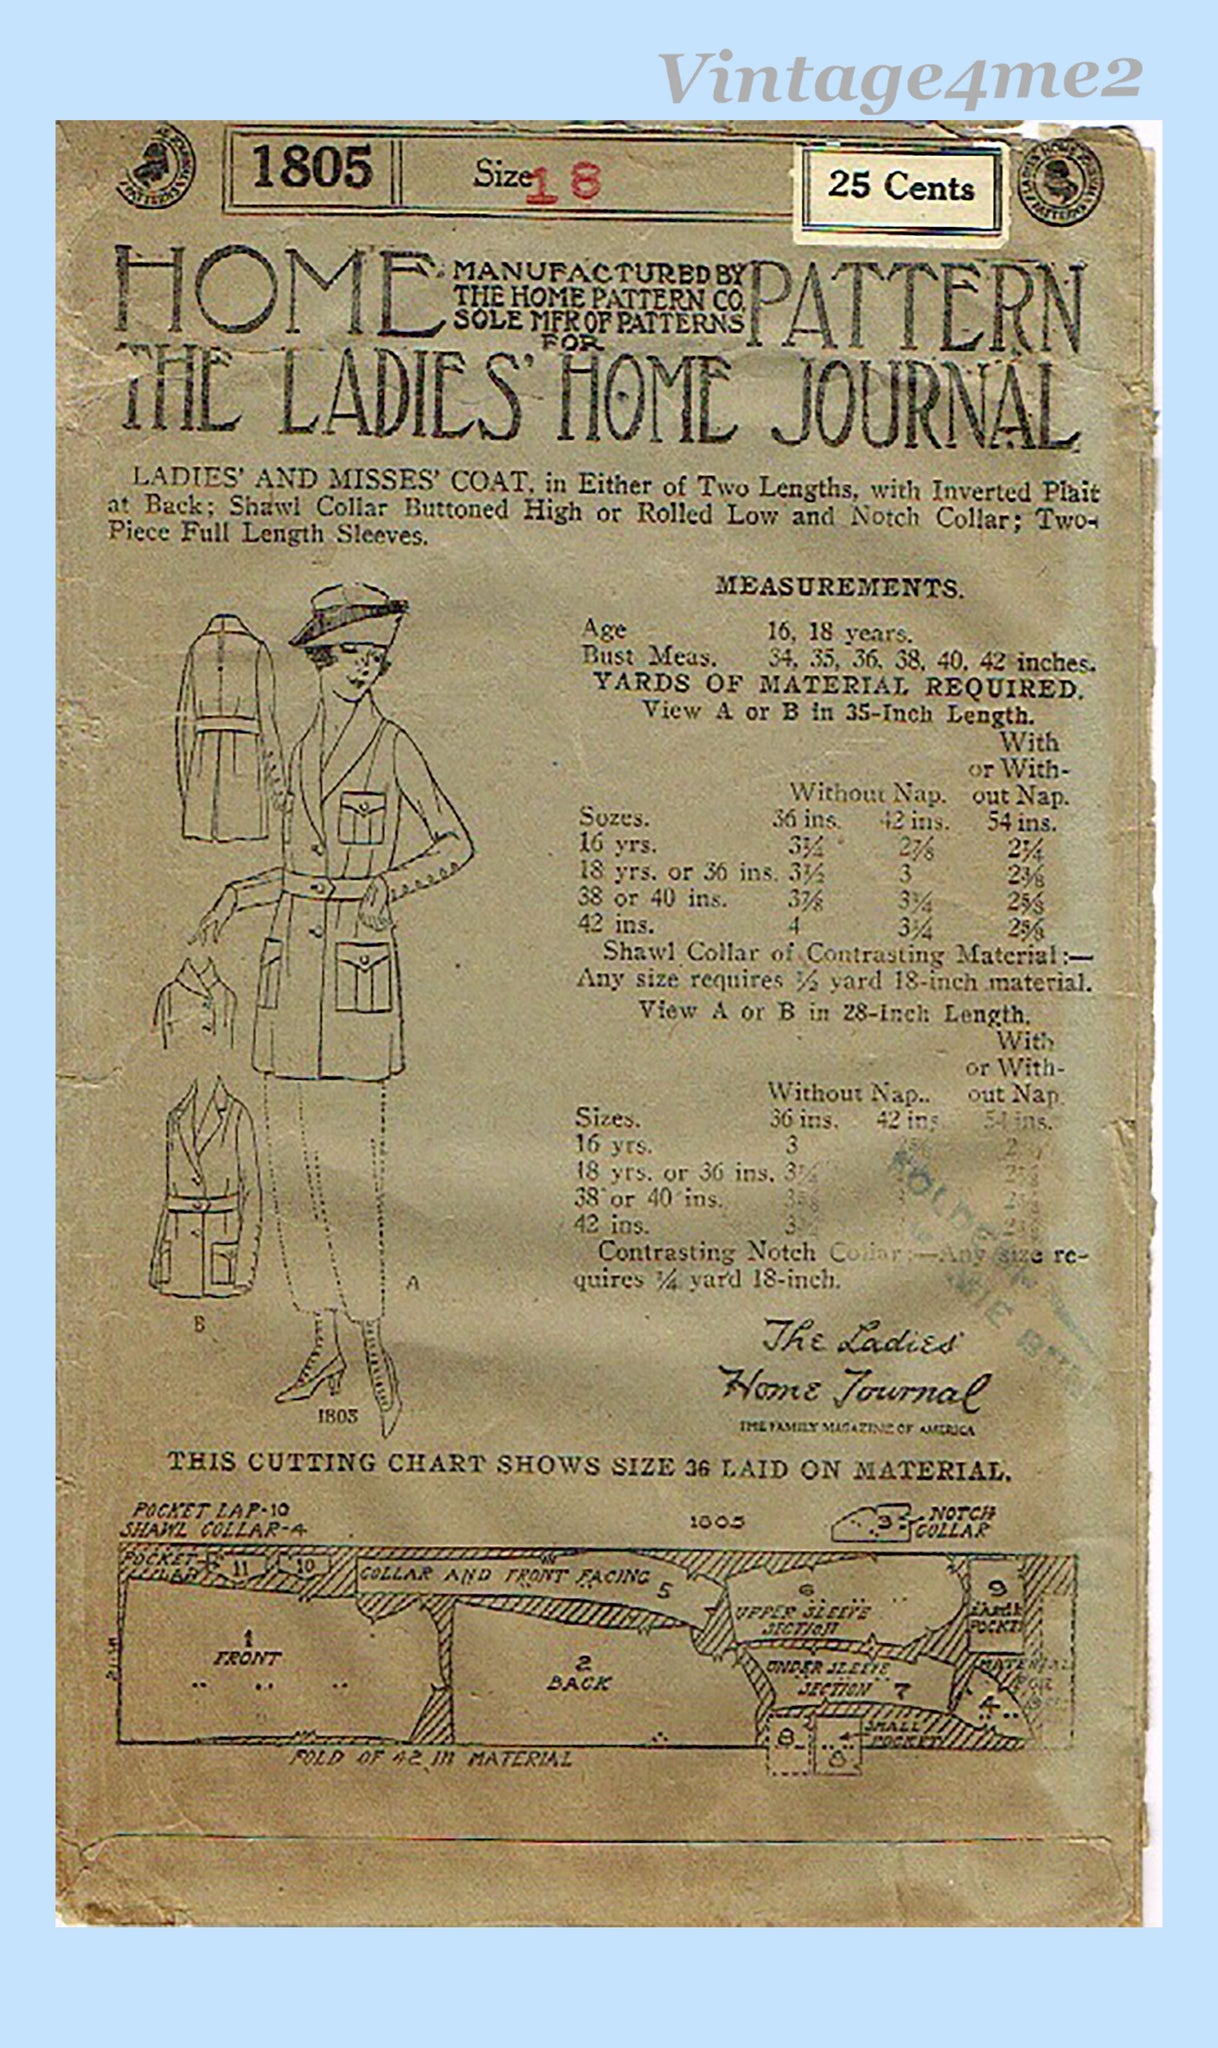 Vintage4me2
1805
Size 18
25 Cents
HOME PATTERN
MANUFACTURED BY
THE HOME PATTERN CO.
SOLE MFR OF PATTERNS
FOR
THE LADIES' HOME JOURNAL
LADIES' AND MISSES' COAT, in Either of Two Lengths, with Inverted Plait
at Back; Shawl Collar Buttoned High or Rolled Low and Notch Collar; Two-
Piece Full Length Sleeves.
MEASUREMENTS.
Age 16, 18 years.
Bust Meas. 34, 35, 36, 38, 40, 42 inches.
YARDS OF MATERIAL REQUIRED.
View A or B in 35-Inch Length.
With
or With-
Without Nap. out Nap.
Sozes. 36 ins. 42 ins. 54 ins.
16 yrs. 3¼ 2⅞ 2¼
18 yrs. or 36 ins. 3½ 3 2⅜
38 or 40 ins. 3⅞ 3¼ 2⅝
42 ins. 4 3¼ 2⅝
Shawl Collar of Contrasting Material:—
Any size requires ½ yard 18-inch material.
View A or B in 28-Inch Length.
With
or With-
Without Nap.. out Nap.
Sizes. 36 ins. 42 ins. 54 ins.
16 yrs. 3
18 yrs. or 36 ins.
38 or 40 ins.
42 ins.
Contrasting Notch Collar:—Any size re-
quires ¼ yard 18-inch.
A
B
1805
The Ladies'
Home Journal
THE FAMILY MAGAZINE OF AMERICA
THIS CUTTING CHART SHOWS SIZE 36 LAID ON MATERIAL.
POCKET LAP-10
SHAWL COLLAR-4
1805
3
NOTCH
COLLAR
POCKET
11
10
COLLAR AND FRONT FACING 5
6
UPPER SLEEVE
SECTION
9
LARGE
POCKET
1
FRONT
2
BACK
UNDER SLEEVE
SECTION 7
MATERIAL
4
8
8
SMALL
POCKET
FOLD OF 42 IN MATERIAL